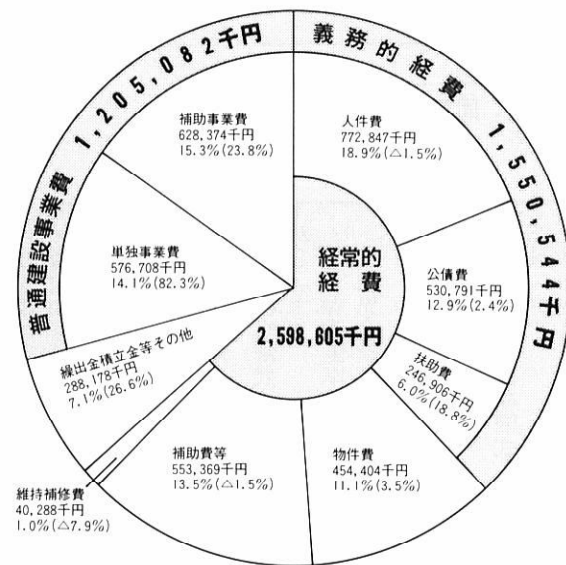 普通建設事業費 1,205,082千円
義務的経費 1,550,544千円
補助事業費
628,374千円
15.3%(23.8%)
人件費
772,847千円
18.9%(△1.5%)
単独事業費
576,708千円
14.1%(82.3%)
経常的
経費
2,598,605千円
公債費
530,791千円
12.9%(2.4%)
扶助費
246,906千円
6.0%(18.8%)
繰出金積立金等その他
288,178千円
7.1%(26.6%)
補助費等
553,369千円
13.5%(△1.5%)
物件費
454,404千円
11.1%(3.5%)
維持補修費
40,288千円
1.0%(△7.9%)